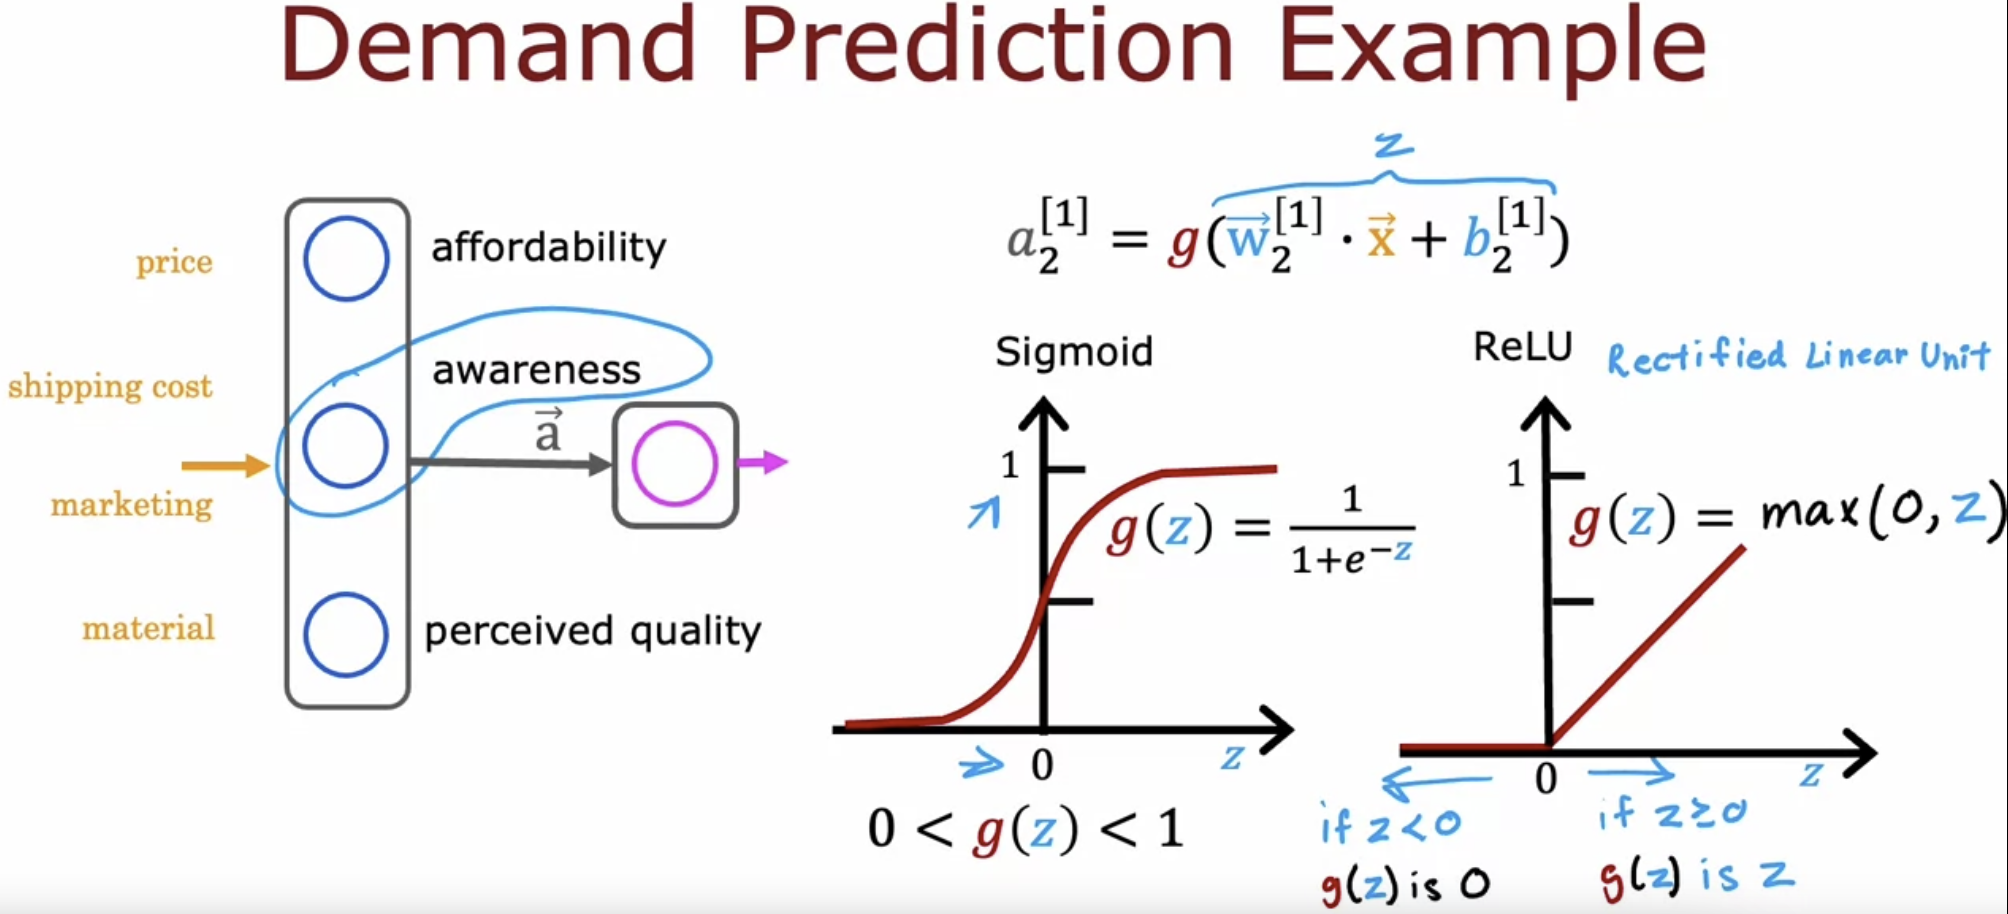 Demand Prediction Example
z
a₂^[1] = g(w⃗₂^[1] · x⃗ + b₂^[1])
price
affordability
shipping cost
awareness
a⃗
marketing
material
perceived quality
Sigmoid
1
g(z) = 1/(1+e^−z)
0
z
0 < g(z) < 1
ReLU Rectified Linear Unit
1
g(z) = max(0, z)
0
z
if z<0
g(z) is 0
if z≥0
g(z) is z